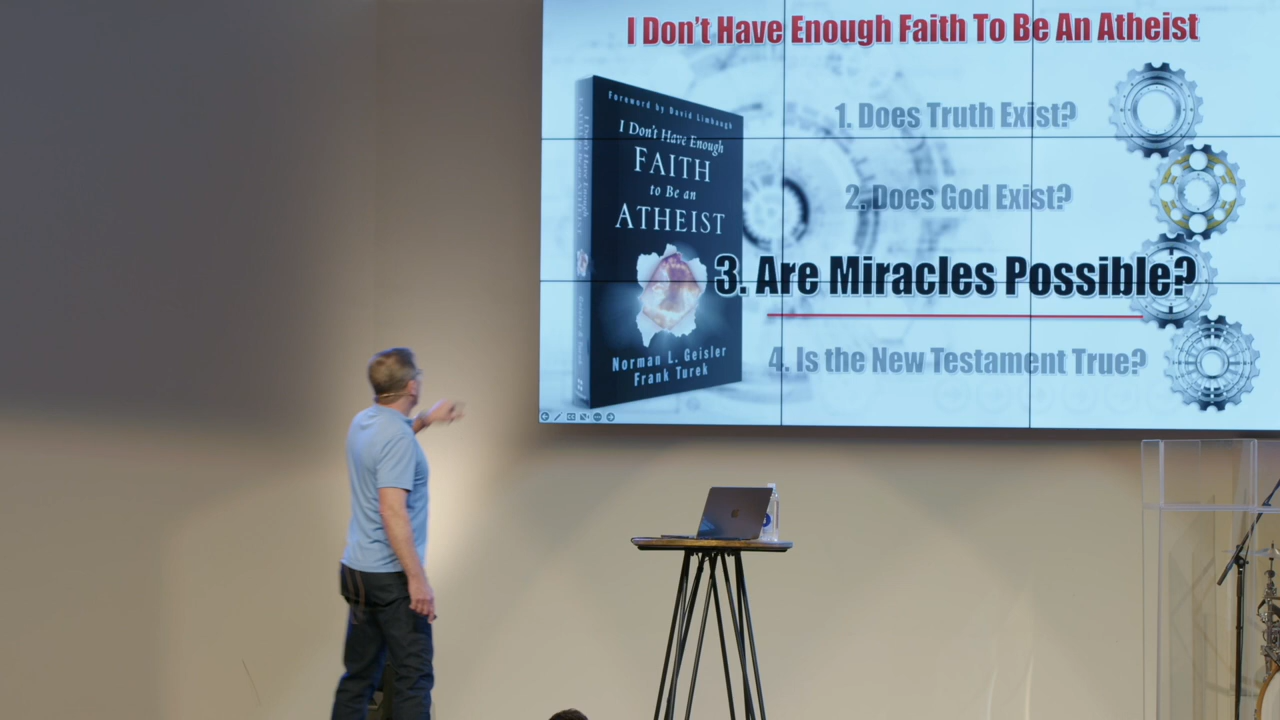 I Don't Have Enough Faith To Be An Atheist
Foreword by David Limbaugh
I Don't Have Enough
FAITH
to Be an
ATHEIST
Norman L. Geisler
Frank Turek
1. Does Truth Exist?
2. Does God Exist?
3. Are Miracles Possible?
4. Is the New Testament True?